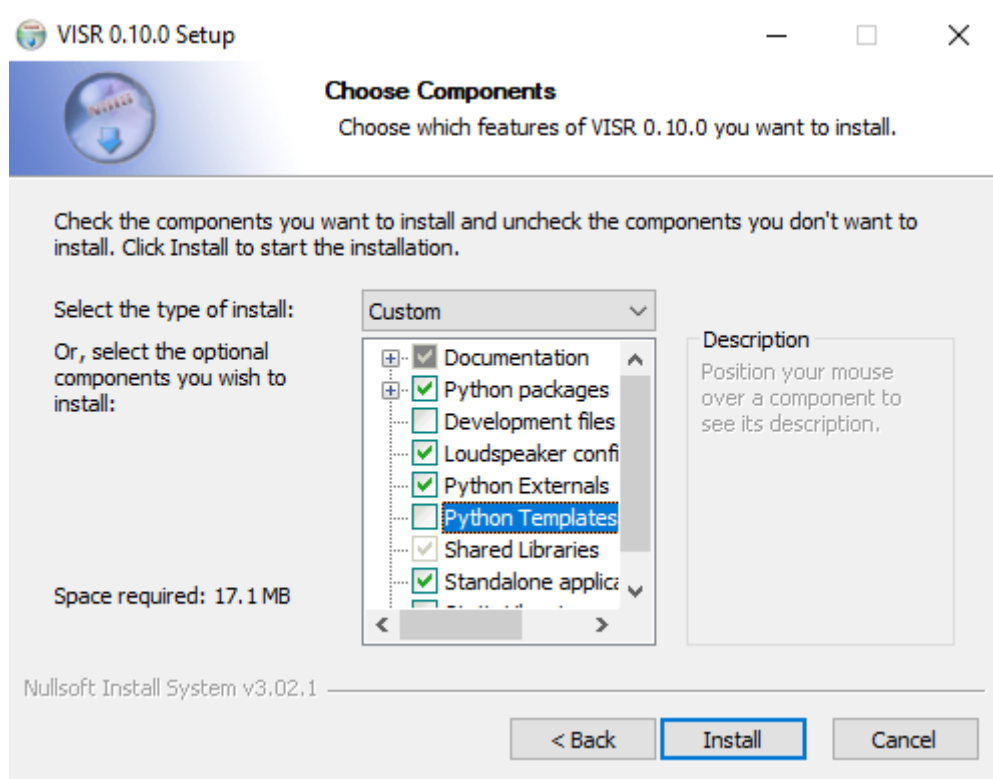 VISR 0.10.0 Setup
Choose Components
Choose which features of VISR 0.10.0 you want to install.
Check the components you want to install and uncheck the components you don't want to
install. Click Install to start the installation.
Select the type of install:
Custom
Or, select the optional
components you wish to
install:
Documentation
Python packages
Development files
Loudspeaker confi
Python Externals
Python Templates
Shared Libraries
Standalone applica
Description
Position your mouse
over a component to
see its description.
Space required: 17.1 MB
Nullsoft Install System v3.02.1
< Back
Install
Cancel